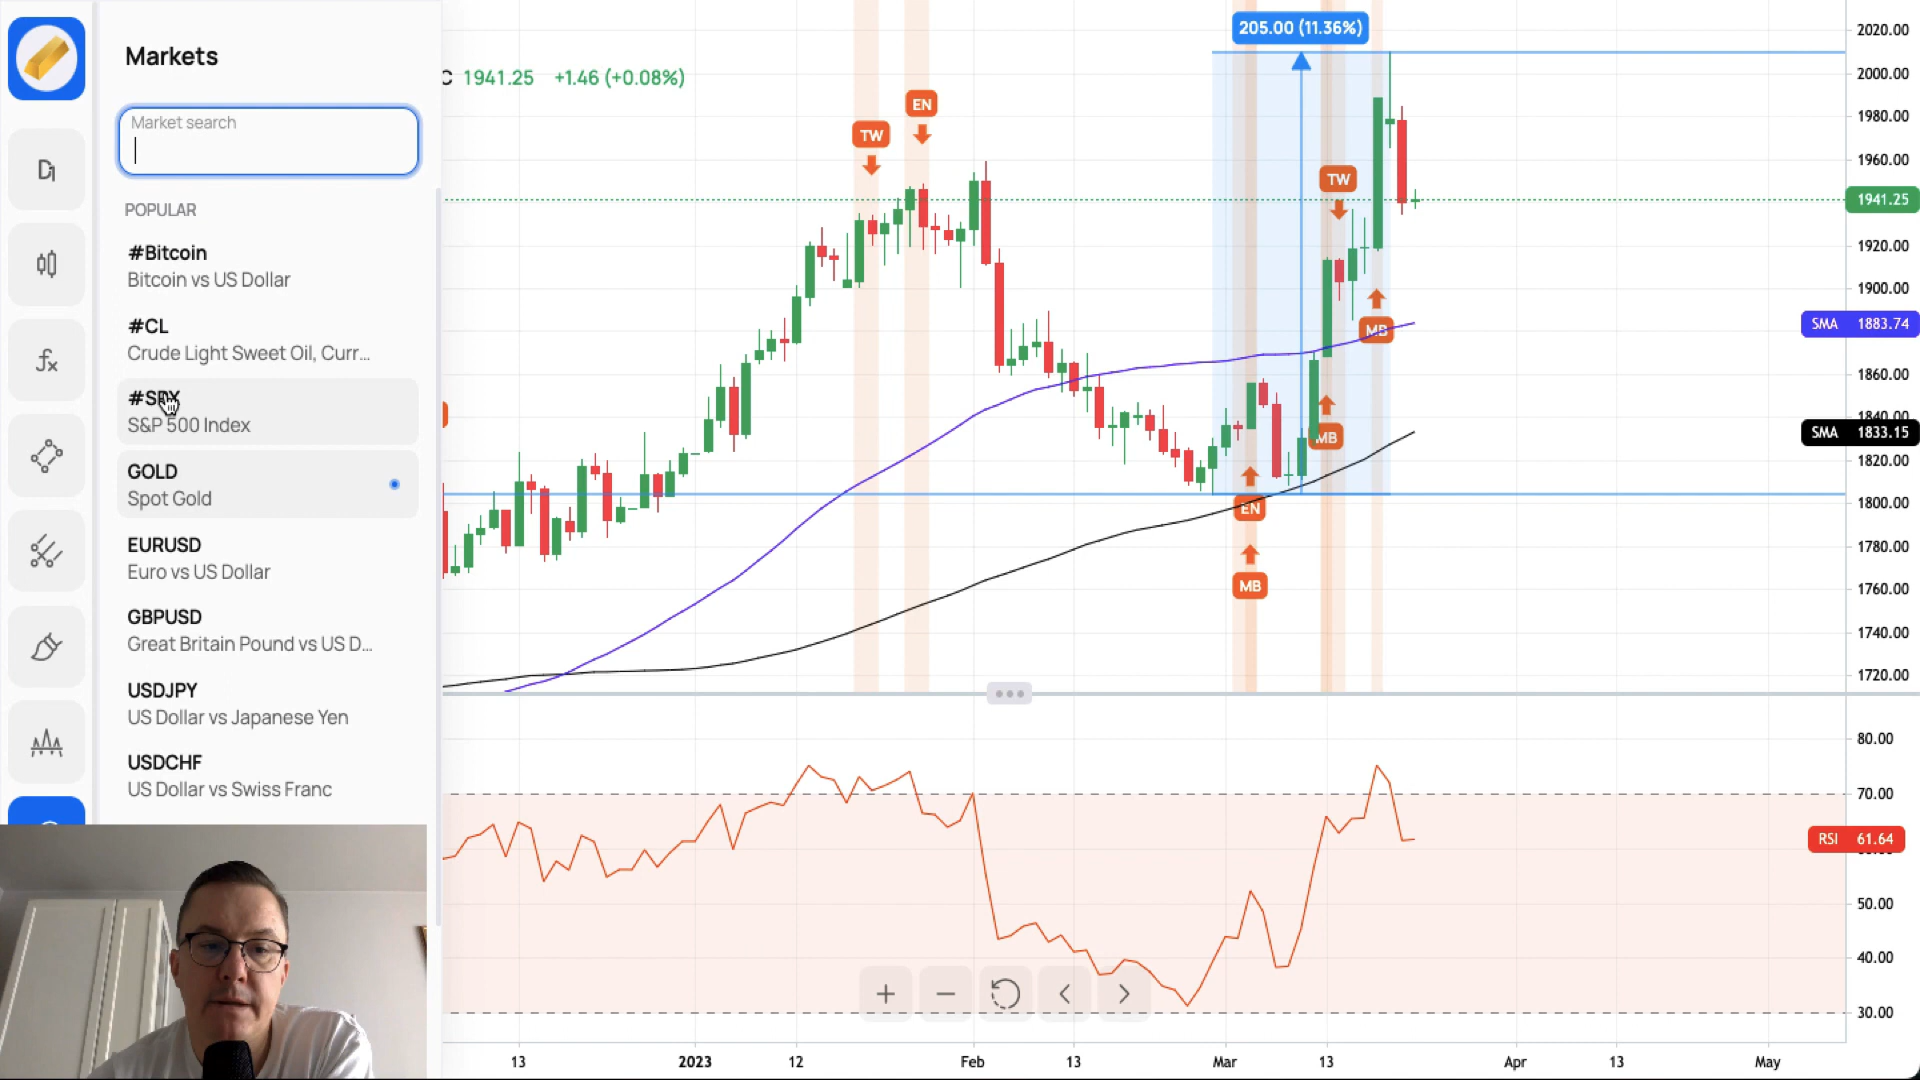 Markets
Market search
POPULAR
#Bitcoin
Bitcoin vs US Dollar
#CL
Crude Light Sweet Oil, Curr...
#SPX
S&P 500 Index
GOLD
Spot Gold
EURUSD
Euro vs US Dollar
GBPUSD
Great Britain Pound vs US D...
USDJPY
US Dollar vs Japanese Yen
USDCHF
US Dollar vs Swiss Franc
C 1941.25 +1.46 (+0.08%)
205.00 (11.36%)
EN
TW
TW
MB
MB
EN
MB
2020.00
2000.00
1980.00
1960.00
1941.25
1920.00
1900.00
SMA 1883.74
1860.00
1840.00
SMA 1833.15
1820.00
1800.00
1780.00
1760.00
1740.00
1720.00
80.00
70.00
RSI 61.64
50.00
40.00
30.00
13 2023 12 Feb 13 Mar 13 Apr 13 May